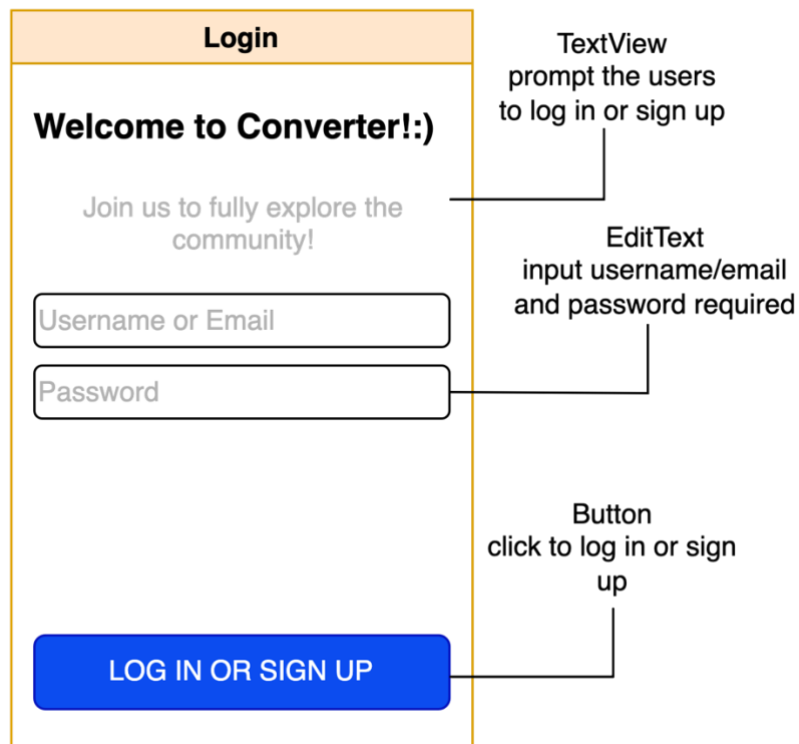 Login
Welcome to Converter!:)
Join us to fully explore the
community!
Username or Email
Password
LOG IN OR SIGN UP
TextView
prompt the users
to log in or sign up
EditText
input username/email
and password required
Button
click to log in or sign
up